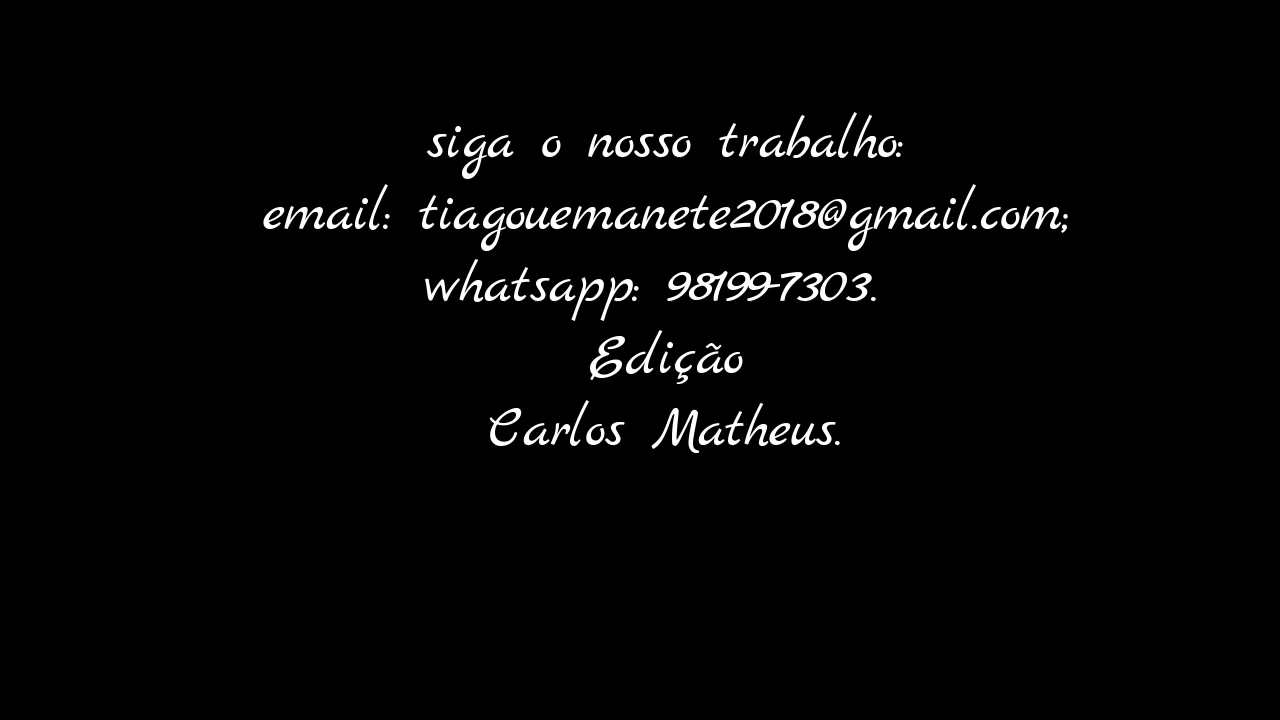 siga o nosso trabalho:
email: tiagouemanete2018@gmail.com;
whatsapp: 98199-7303.
Edição
Carlos Matheus.